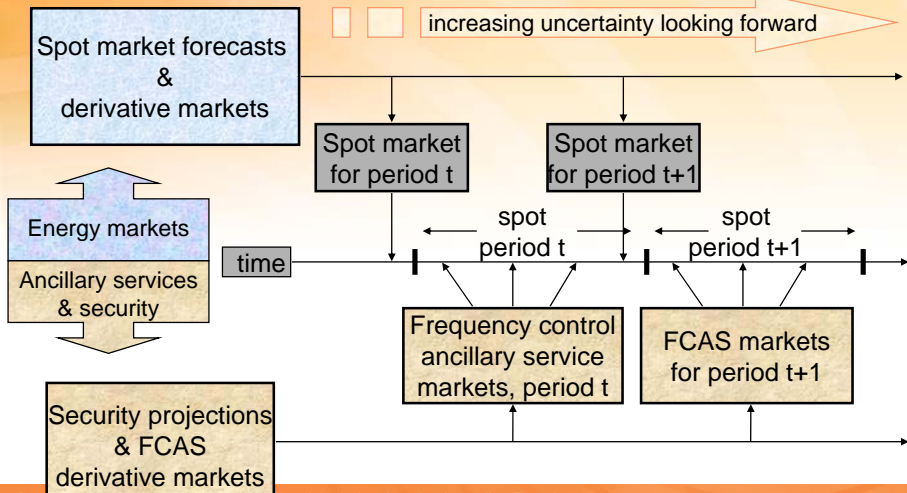 increasing uncertainty looking forward
Spot market forecasts
&
derivative markets
Spot market
for period t
Spot market
for period t+1
Energy markets
Ancillary services
& security
time
spot
period t
spot
period t+1
Frequency control
ancillary service
markets, period t
FCAS markets
for period t+1
Security projections
& FCAS
derivative markets